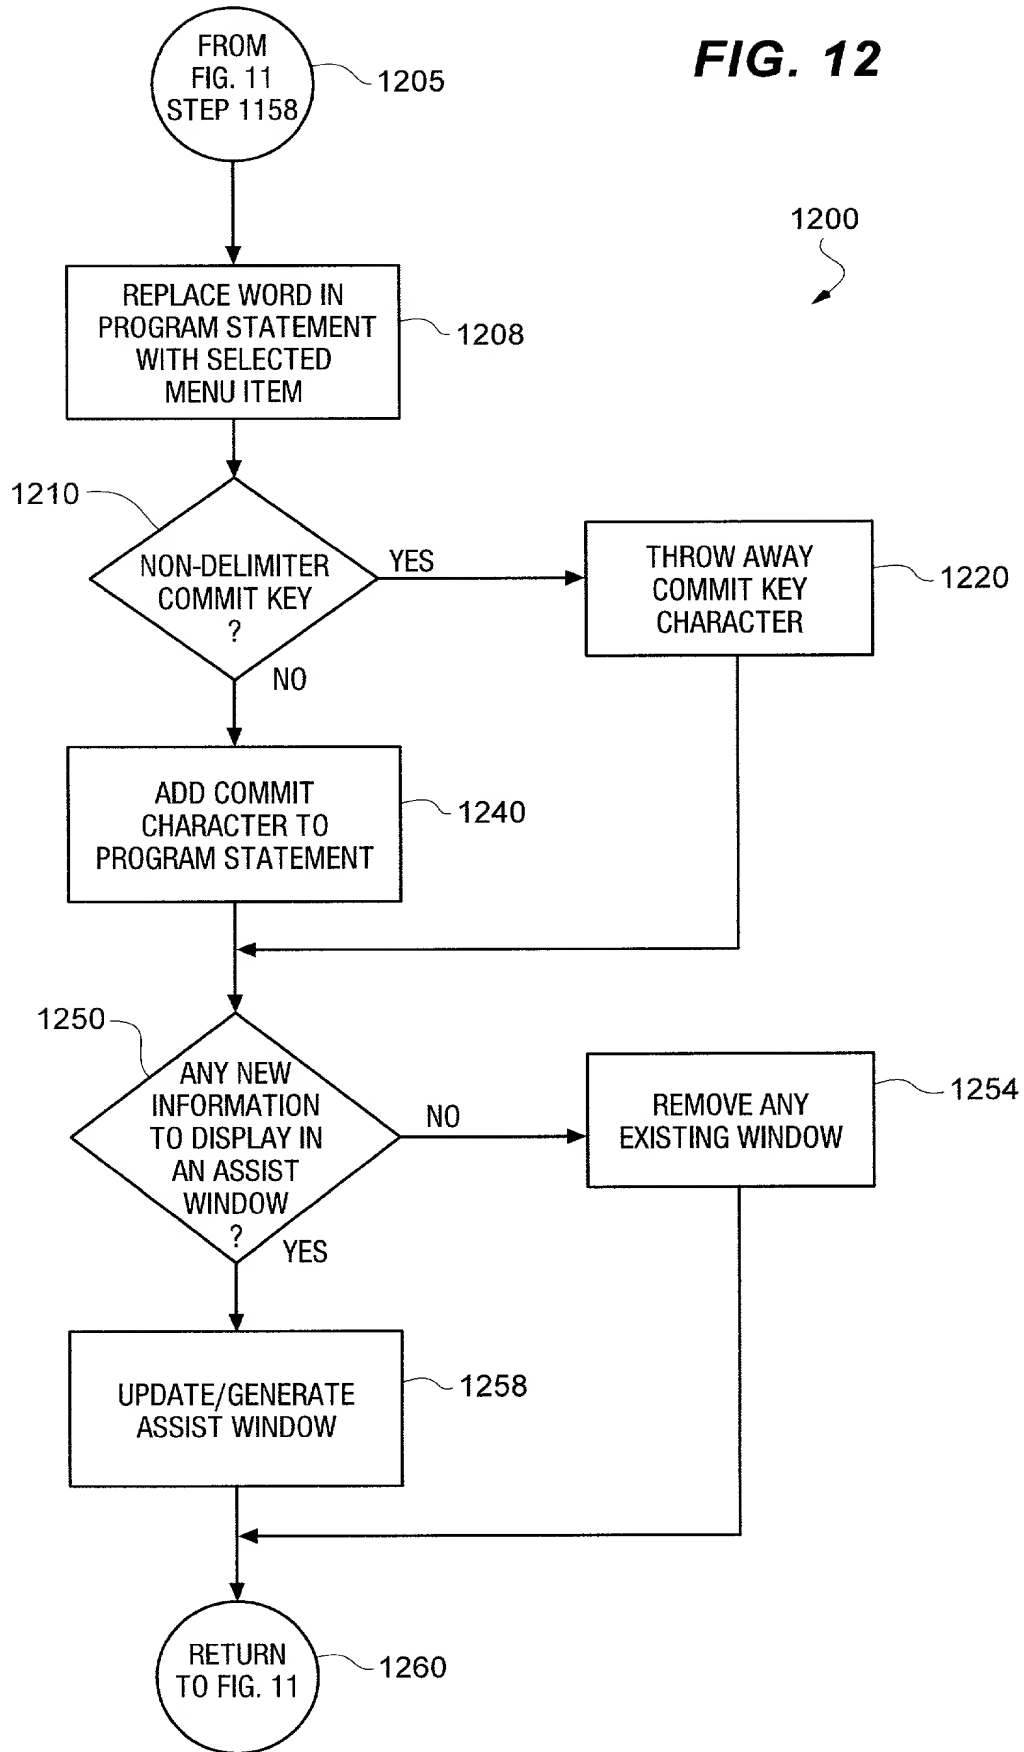 FROM
FIG. 11
STEP 1158
1205
FIG. 12
1200
REPLACE WORD IN
PROGRAM STATEMENT
WITH SELECTED
MENU ITEM
1208
1210
NON-DELIMITER
COMMIT KEY
?
YES
NO
THROW AWAY
COMMIT KEY
CHARACTER
1220
ADD COMMIT
CHARACTER TO
PROGRAM STATEMENT
1240
1250
ANY NEW
INFORMATION
TO DISPLAY IN
AN ASSIST
WINDOW
?
NO
YES
REMOVE ANY
EXISTING WINDOW
1254
UPDATE/GENERATE
ASSIST WINDOW
1258
RETURN
TO FIG. 11
1260